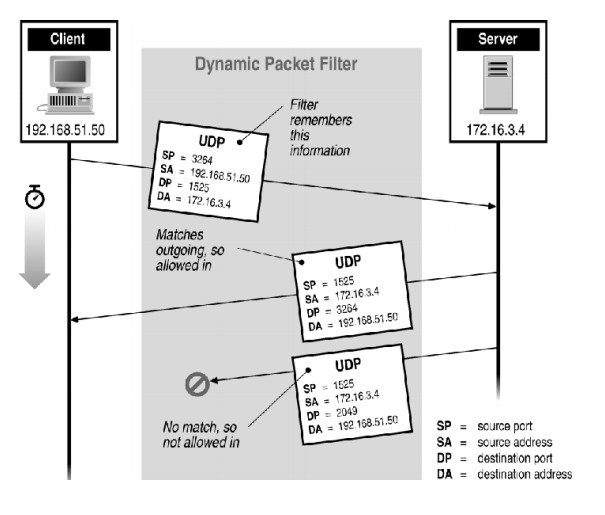 Client
192.168.51.50
Dynamic Packet Filter
Server
172.16.3.4
Filter
remembers
this
information
UDP
SP = 3264
SA = 192.168.51.50
DP = 1525
DA = 172.16.3.4
Matches
outgoing, so
allowed in
UDP
SP = 1525
SA = 172.16.3.4
DP = 3264
DA = 192.168.51.50
UDP
SP = 1525
SA = 172.16.3.4
DP = 2049
DA = 192.168.51.50
No match, so
not allowed in
SP = source port
SA = source address
DP = destination port
DA = destination address